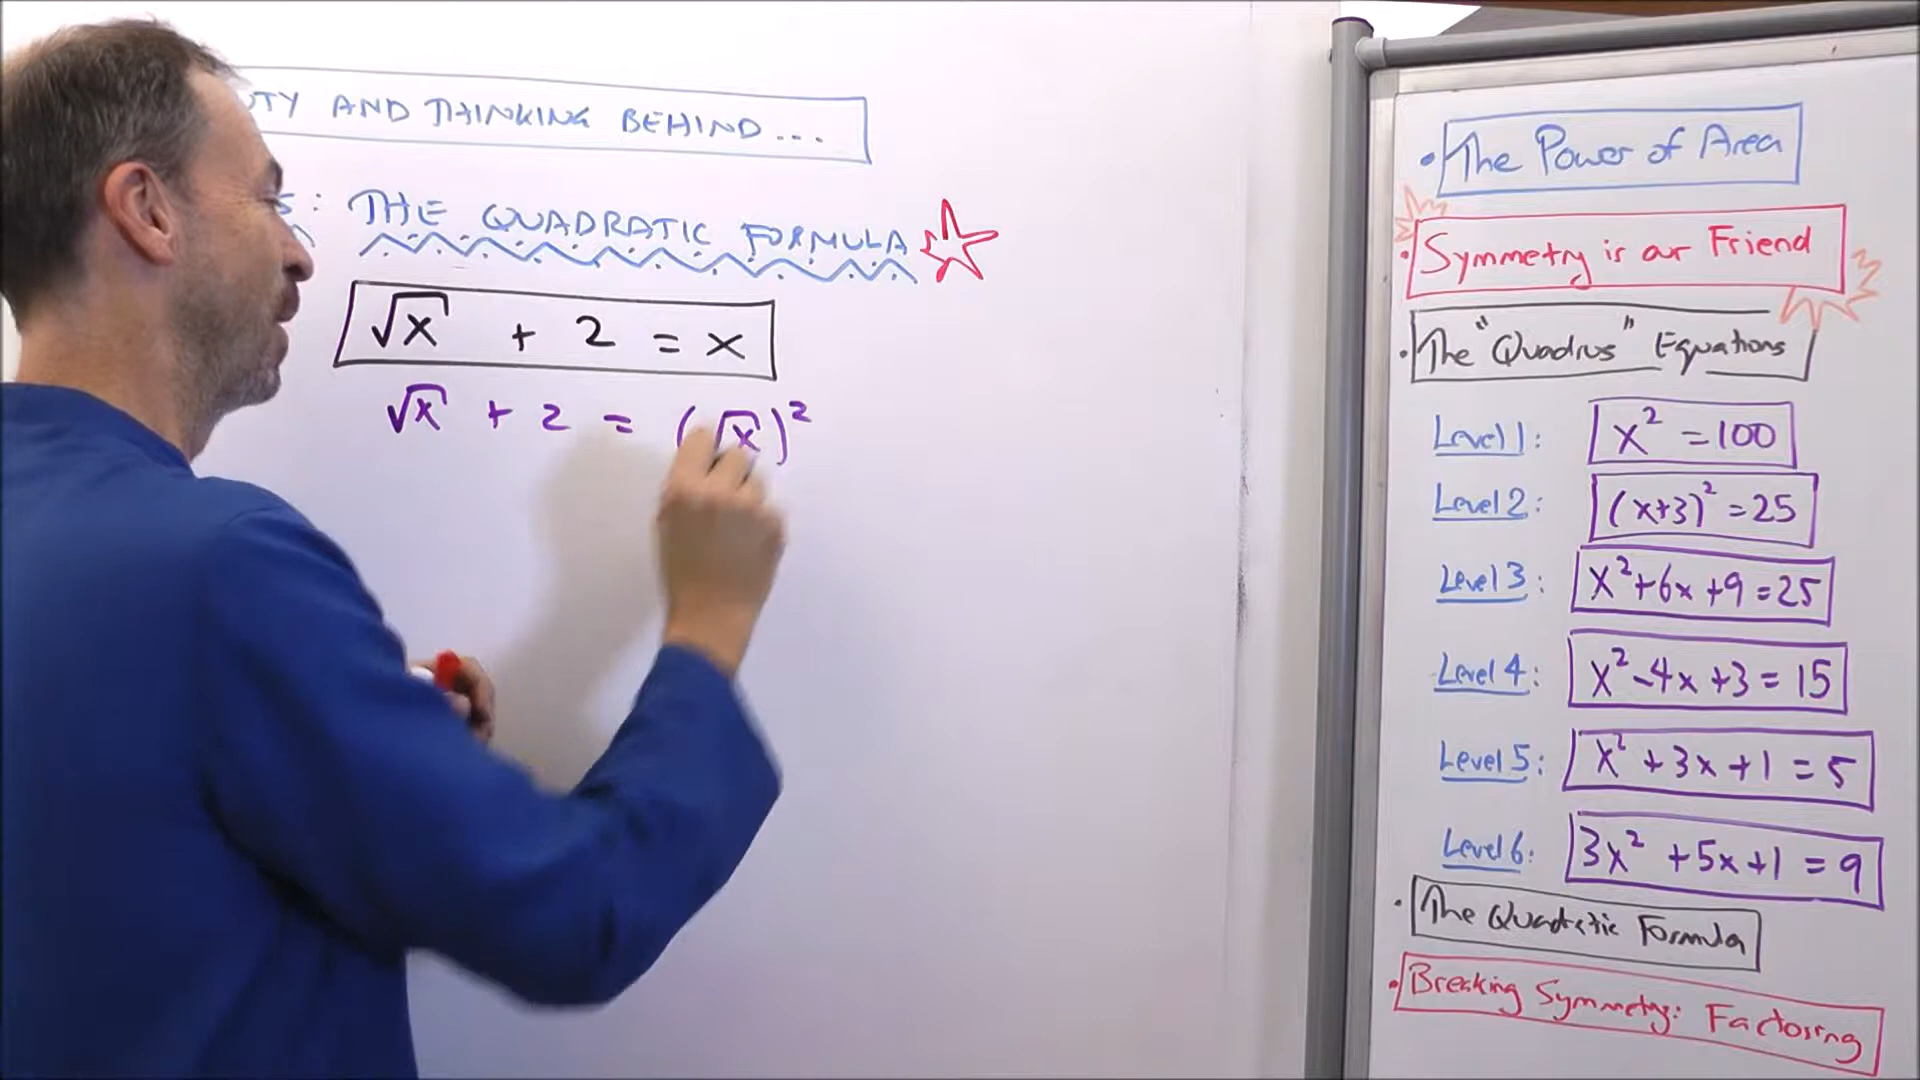 AND THINKING BEHIND...
: THE QUADRATIC FORMULA
√x + 2 = x
√x + 2 = (√x)²
• The Power of Area
• Symmetry is our Friend
• The "Quadrus" Equations
Level 1: x² = 100
Level 2: (x+3)² = 25
Level 3: x²+6x+9=25
Level 4: x²-4x+3=15
Level 5: x²+3x+1=5
Level 6: 3x²+5x+1=9
• The Quadratic Formula
• Breaking Symmetry: Factoring